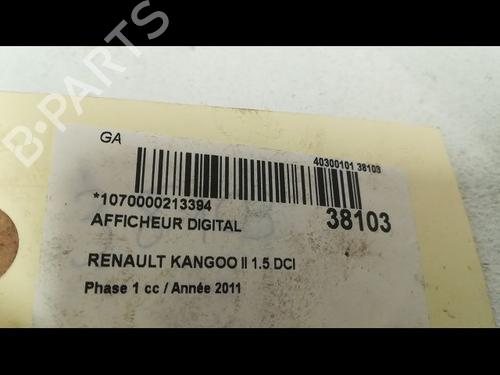 B-PARTS
GA
40300101 38103
*1070000213394
38103
AFFICHEUR DIGITAL
RENAULT KANGOO II 1.5 DCI
Phase 1 cc / Année 2011